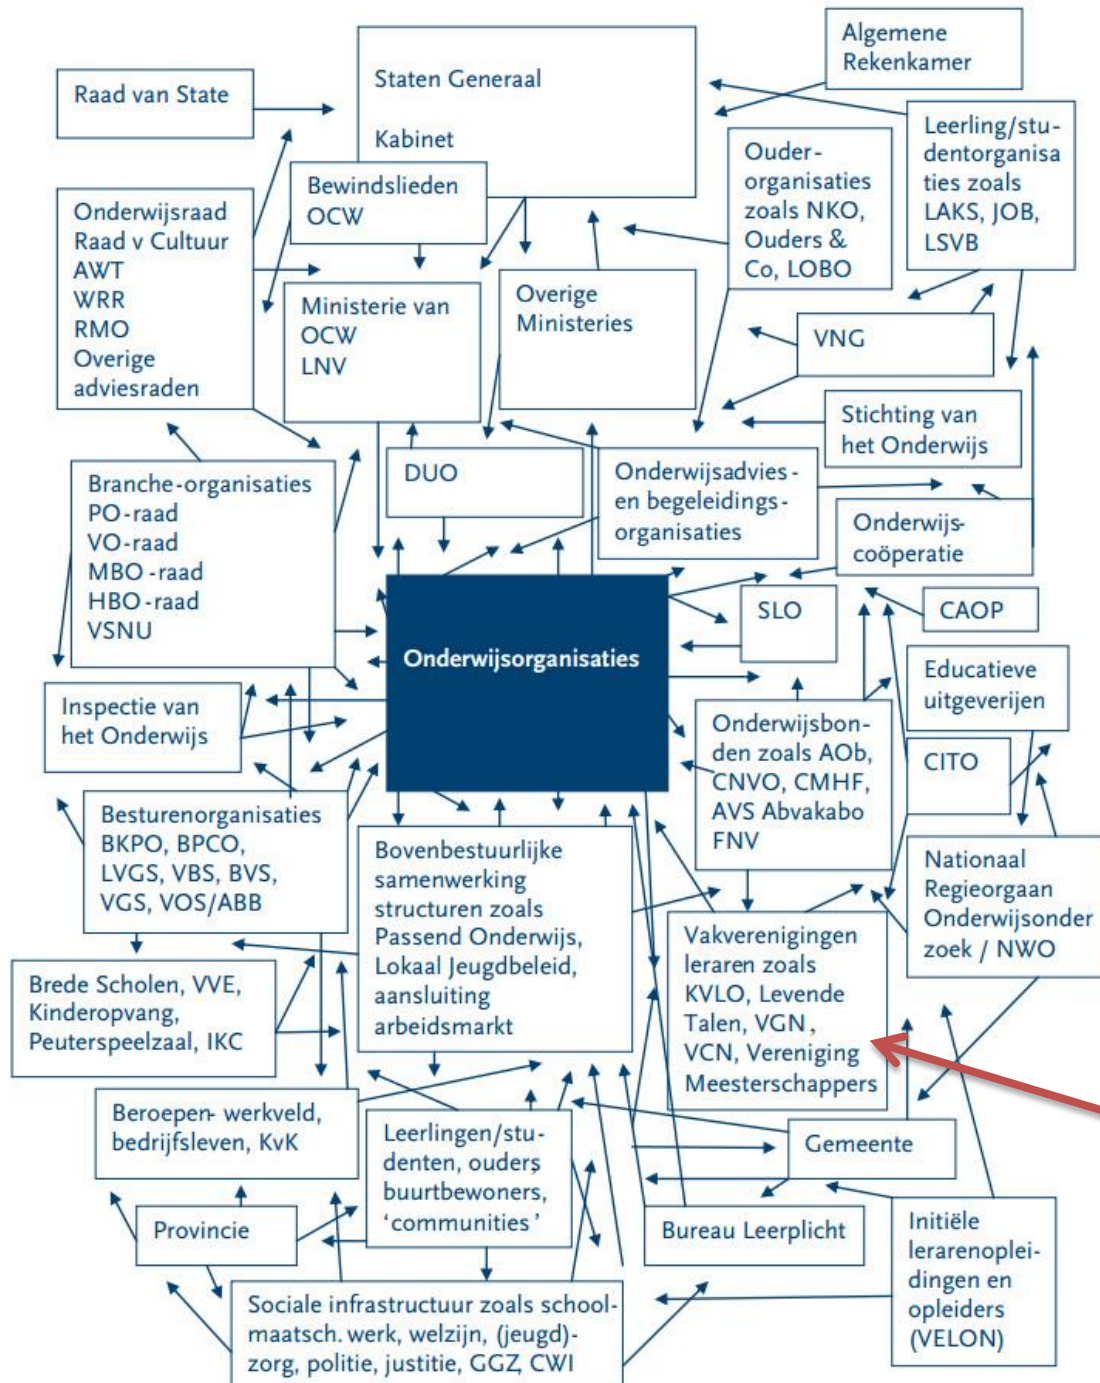 Staten Generaal
Kabinet
Algemene
Rekenkamer
Raad van State
Leerling/stu-
dentorganisa
ties zoals
LAKS, JOB,
LSVB
Ouder-
organisaties
zoals NKO,
Ouders &
Co, LOBO
Bewindslieden
OCW
Onderwijsraad
Raad v Cultuur
AWT
WRR
RMO
Overige
adviesraden
Ministerie van
OCW
LNV
Overige
Ministeries
VNG
Stichting van
het Onderwijs
Branche-organisaties
PO-raad
VO-raad
MBO-raad
HBO-raad
VSNU
DUO
Onderwijsadvies-
en begeleidings-
organisaties
Onderwijs-
coöperatie
SLO
CAOP
Onderwijsorganisaties
Educatieve
uitgeverijen
Inspectie van
het Onderwijs
Onderwijsbon-
den zoals AOb,
CNVO, CMHF,
AVS Abvakabo
FNV
CITO
Besturenorganisaties
BKPO, BPCO,
LVGS, VBS, BVS,
VGS, VOS/ABB
Bovenbestuurlijke
samenwerking
structuren zoals
Passend Onderwijs,
Lokaal Jeugdbeleid,
aansluiting
arbeidsmarkt
Nationaal
Regieorgaan
Onderwijsonder
zoek / NWO
Vakverenigingen
leraren zoals
KVLO, Levende
Talen, VGN,
VCN, Vereniging
Meesterschappers
Brede Scholen, VVE,
Kinderopvang,
Peuterspeelzaal, IKC
Beroepen- werkveld,
bedrijfsleven, KvK
Leerlingen/stu-
denten, ouders,
buurtbewoners,
‘communities’
Gemeente
Provincie
Bureau Leerplicht
Initiële
lerarenoplei-
dingen en
opleiders
(VELON)
Sociale infrastructuur zoals school-
maatsch. werk, welzijn, (jeugd)-
zorg, politie, justitie, GGZ, CWI